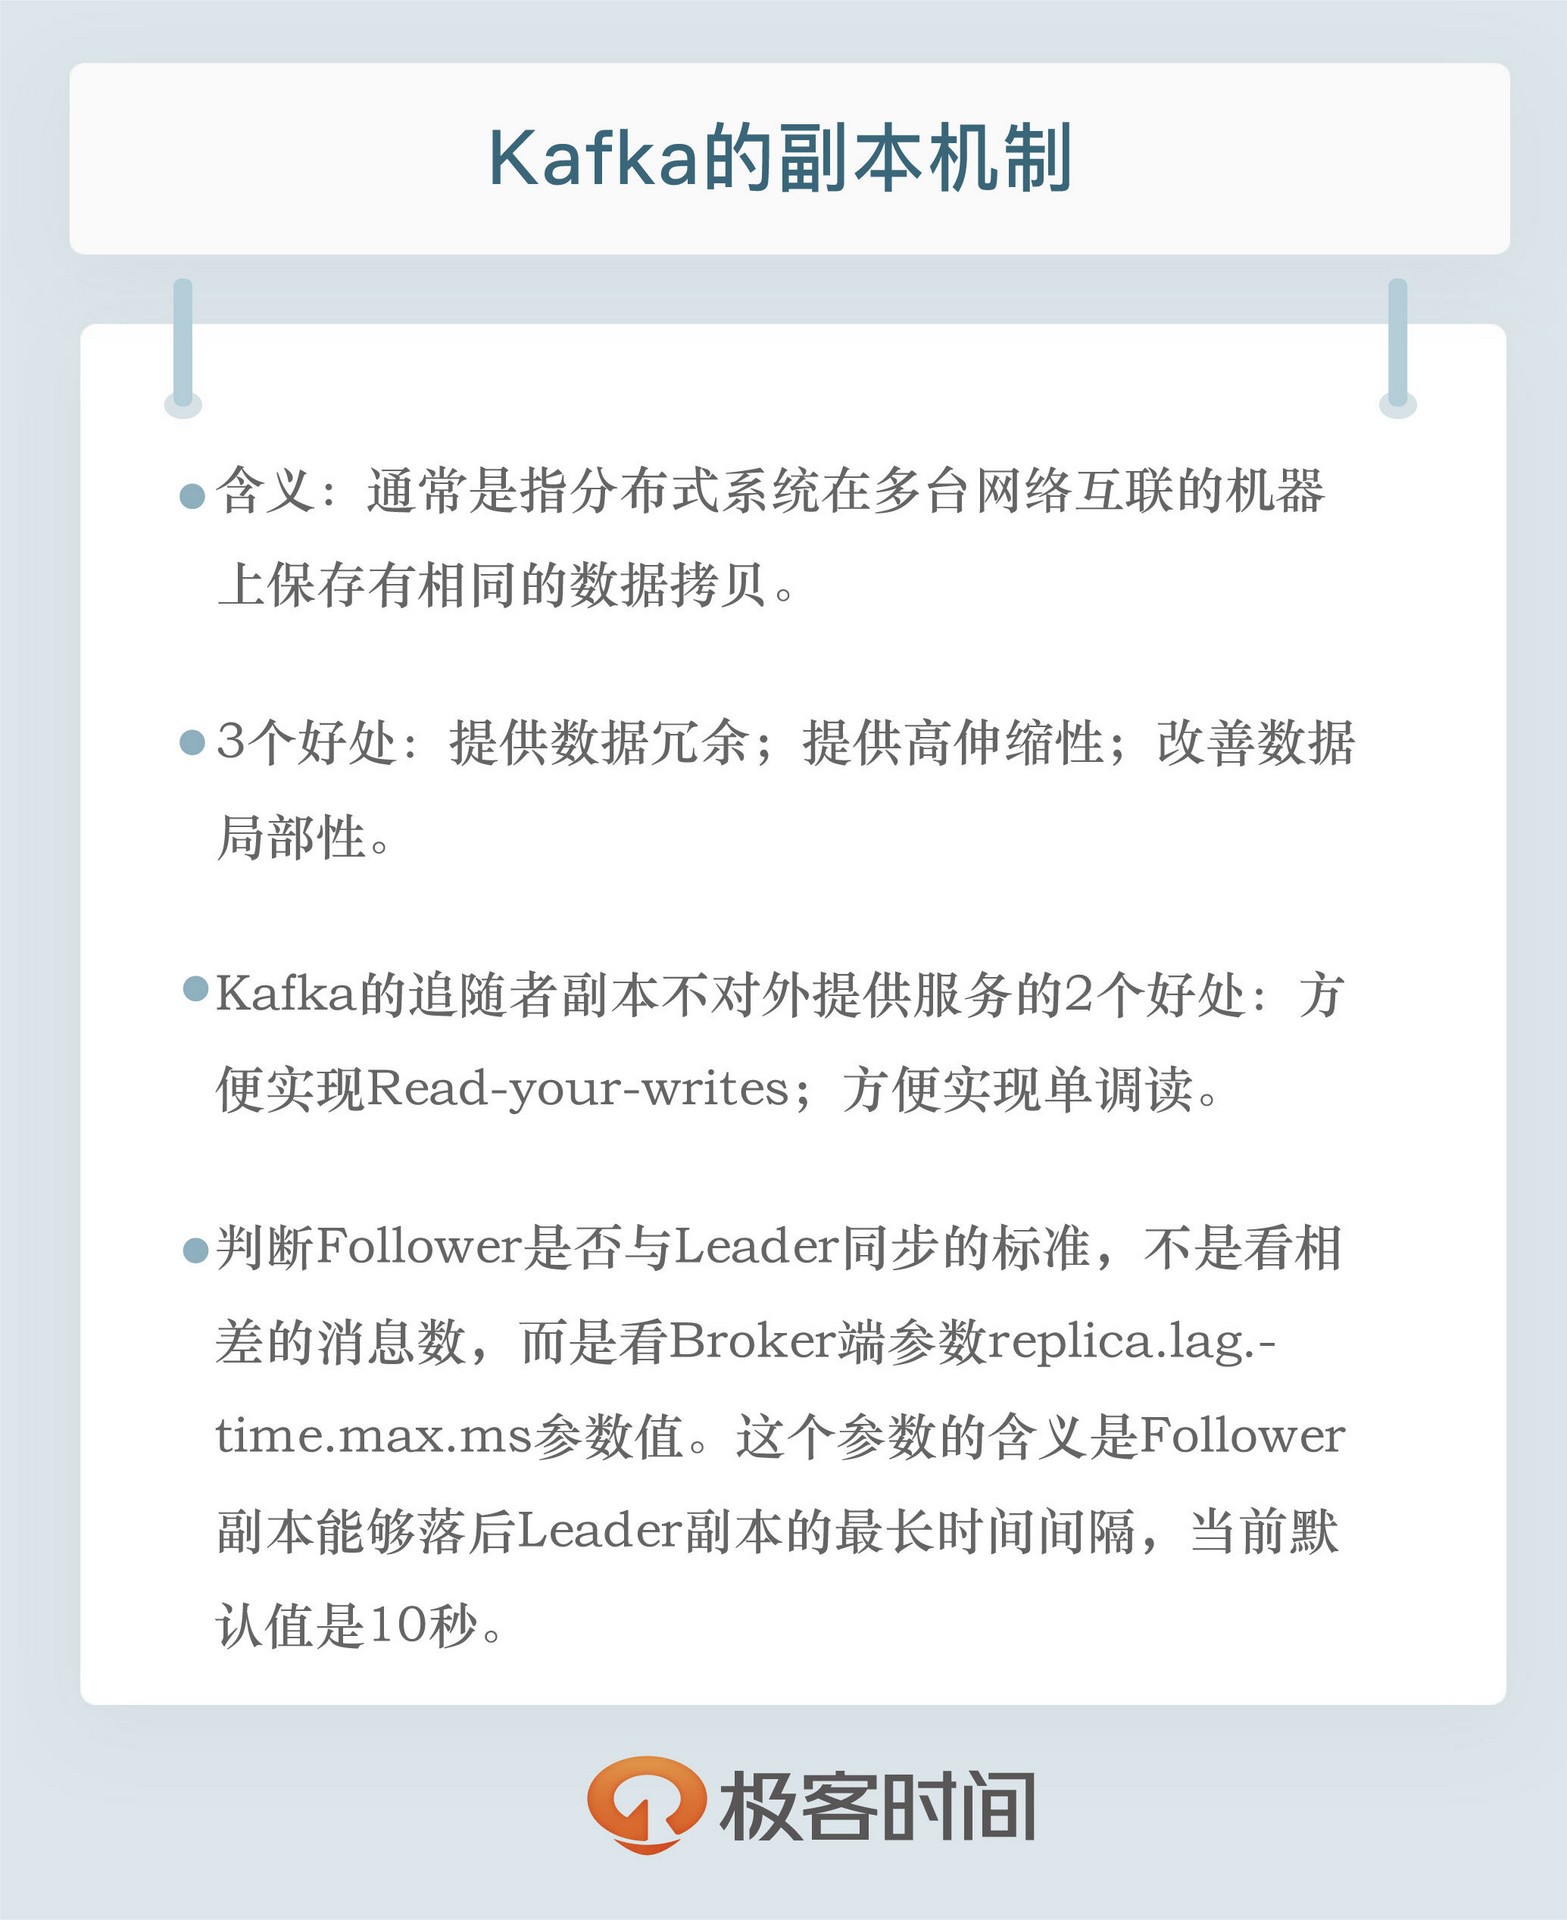 Kafka的副本机制
含义：通常是指分布式系统在多台网络互联的机器
上保存有相同的数据拷贝。
3个好处：提供数据冗余；提供高伸缩性；改善数据
局部性。
Kafka的追随者副本不对外提供服务的2个好处：方
便实现Read-your-writes；方便实现单调读。
判断Follower是否与Leader同步的标准，不是看相
差的消息数，而是看Broker端参数replica.lag.-
time.max.ms参数值。这个参数的含义是Follower
副本能够落后Leader副本的最长时间间隔，当前默
认值是10秒。
极客时间